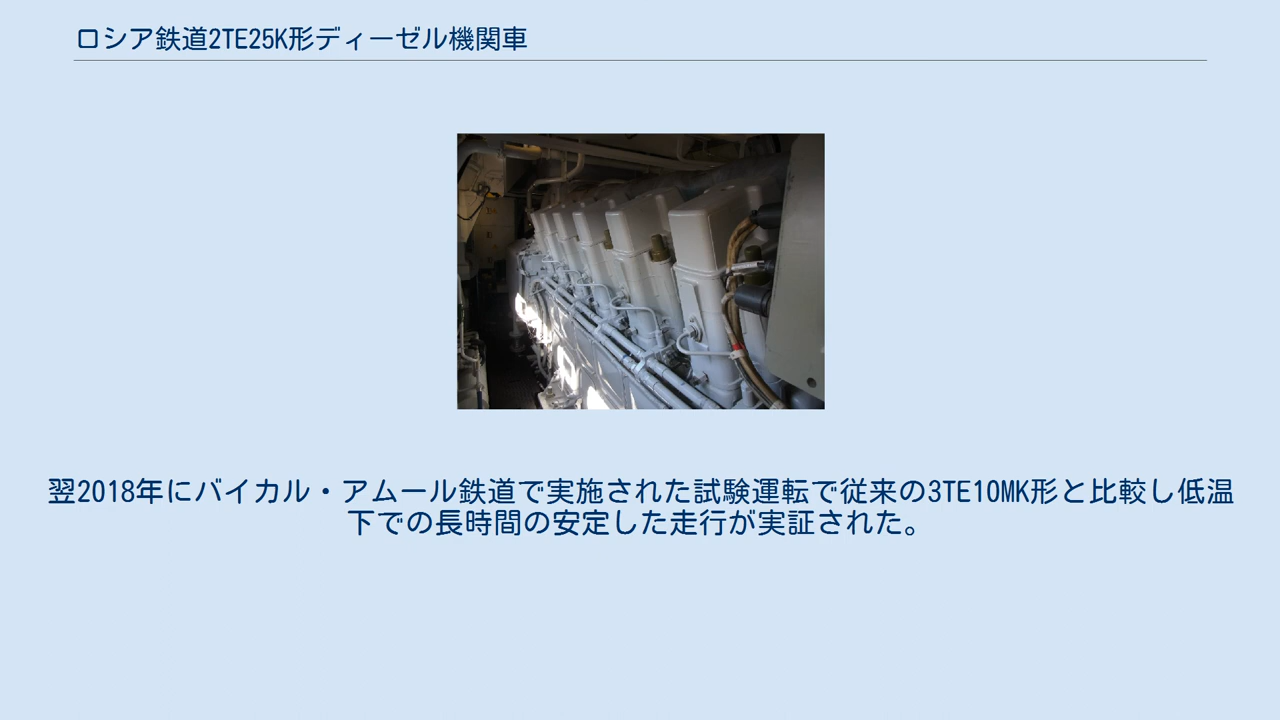 ロシア鉄道2TE25K形ディーゼル機関車
翌2018年にバイカル・アムール鉄道で実施された試験運転で従来の3TE10MK形と比較し低温
下での長時間の安定した走行が実証された。